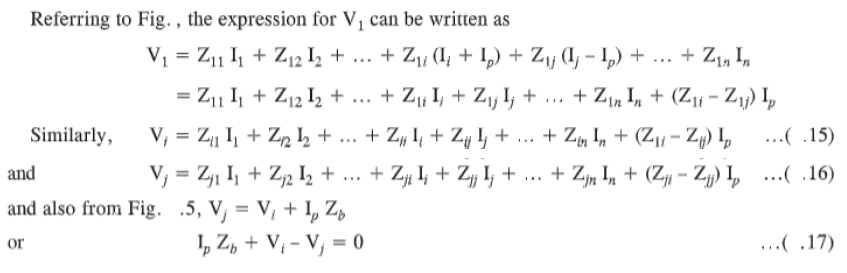 Referring to Fig. , the expression for V₁ can be written as
V₁ = Z₁₁ I₁ + Z₁₂ I₂ + ... + Z₁ᵢ (Iᵢ + Iₚ) + Z₁ⱼ (Iⱼ – Iₚ) + ... + Z₁ₙ Iₙ
= Z₁₁ I₁ + Z₁₂ I₂ + ... + Z₁ᵢ Iᵢ + Z₁ⱼ Iⱼ + ... + Z₁ₙ Iₙ + (Z₁ᵢ – Z₁ⱼ) Iₚ
Similarly, Vᵢ = Zᵢ₁ I₁ + Zᵢ₂ I₂ + ... + Zᵢᵢ Iᵢ + Zᵢⱼ Iⱼ + ... + Zᵢₙ Iₙ + (Z₁ᵢ – Zᵢⱼ) Iₚ ...( .15)
and Vⱼ = Zⱼ₁ I₁ + Zⱼ₂ I₂ + ... + Zⱼᵢ Iᵢ + Zⱼⱼ Iⱼ + ... + Zⱼₙ Iₙ + (Zⱼᵢ – Zⱼⱼ) Iₚ ...( .16)
and also from Fig. .5, Vⱼ = Vᵢ + Iₚ Z_b
or Iₚ Z_b + Vᵢ – Vⱼ = 0 ...( .17)